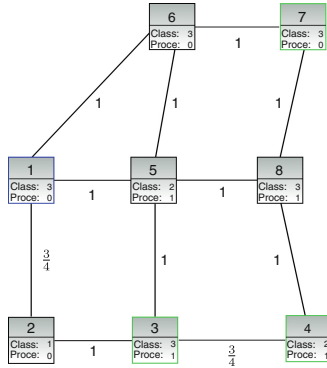 6
Class: 3
Proce: 0
1
7
Class: 3
Proce: 0
1
1
1
1
Class: 3
Proce: 0
1
5
Class: 2
Proce: 1
1
8
Class: 3
Proce: 1
3/4
1
1
2
Class: 1
Proce: 0
1
3
Class: 3
Proce: 1
3/4
4
Class: 2
Proce: 1